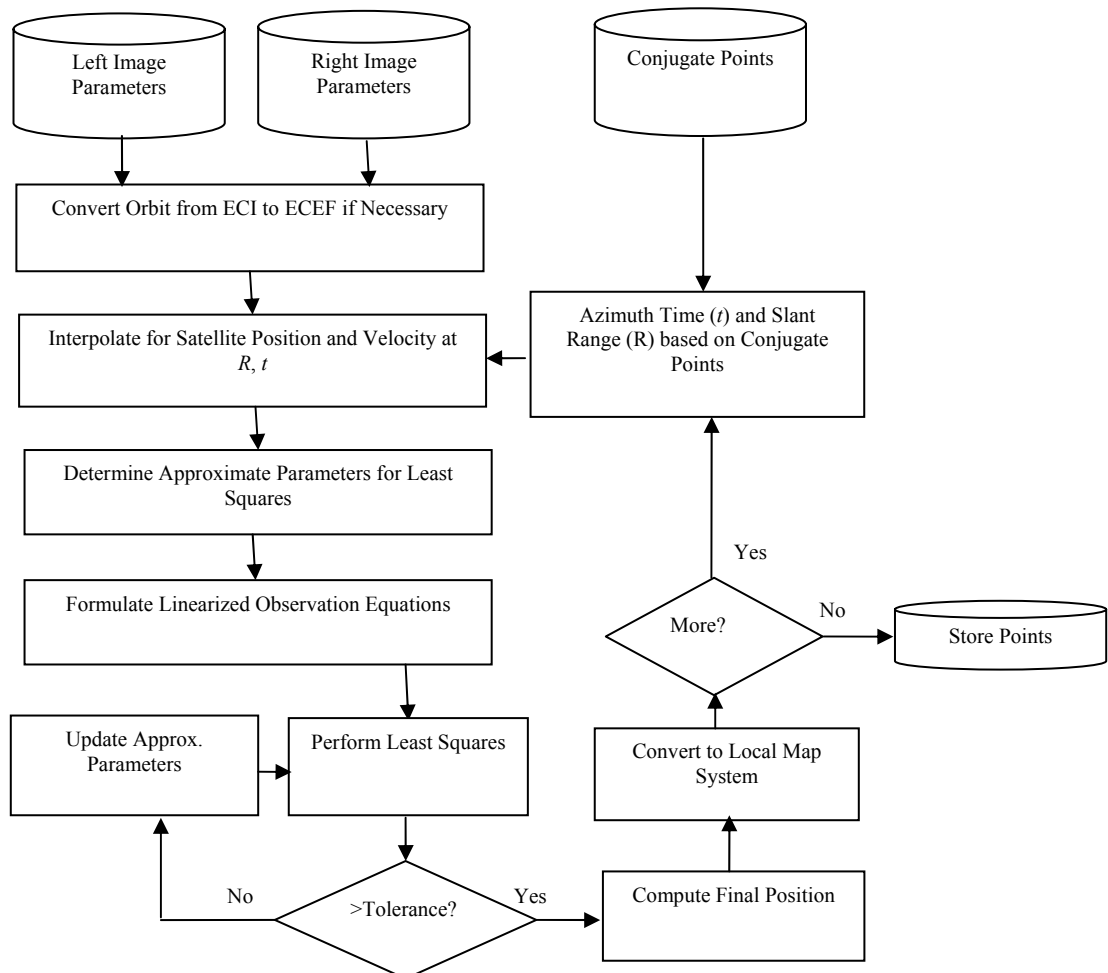 Left Image
Parameters
Right Image
Parameters
Conjugate Points
Convert Orbit from ECI to ECEF if Necessary
Interpolate for Satellite Position and Velocity at
R, t
Azimuth Time (t) and Slant
Range (R) based on Conjugate
Points
Determine Approximate Parameters for Least
Squares
Formulate Linearized Observation Equations
Yes
More?
No
Store Points
Update Approx.
Parameters
Perform Least Squares
Convert to Local Map
System
No
>Tolerance?
Yes
Compute Final Position